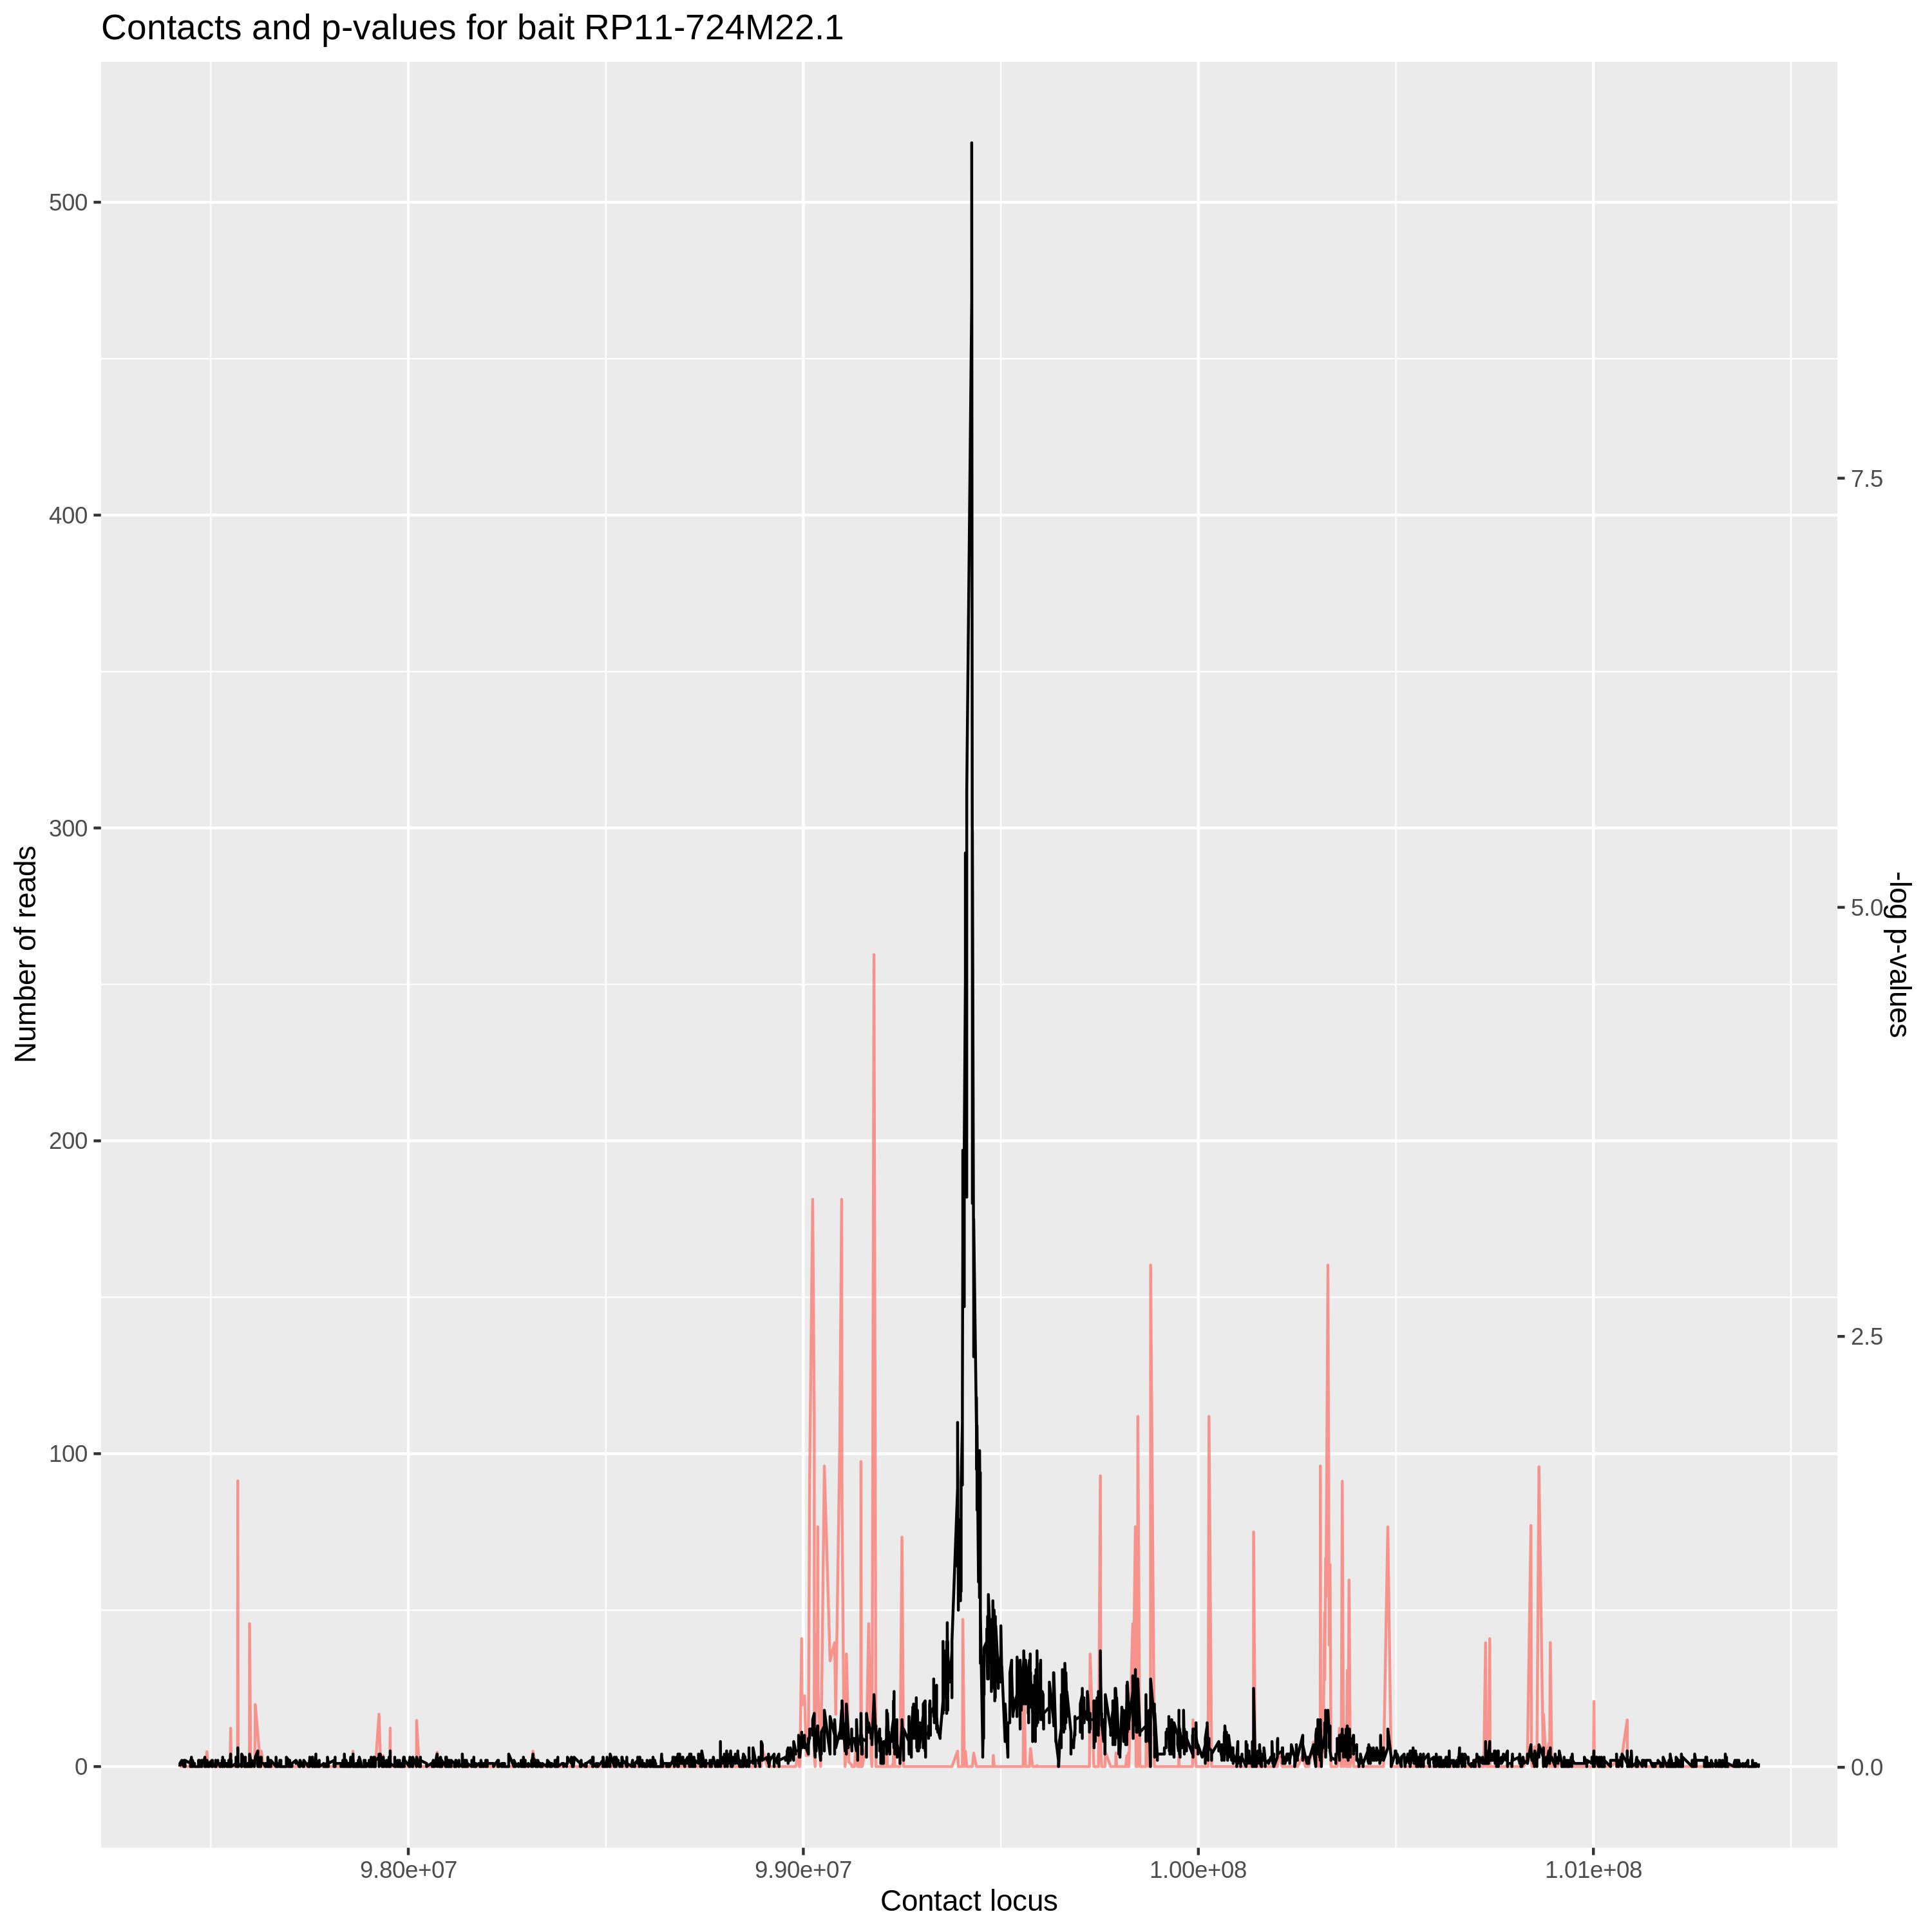 Contacts and p-values for bait RP11-724M22.1
500
400
300
200
100
0
Number of reads
7.5
5.0
2.5
0.0
-log p-values
9.80e+07
9.90e+07
1.00e+08
1.01e+08
Contact locus